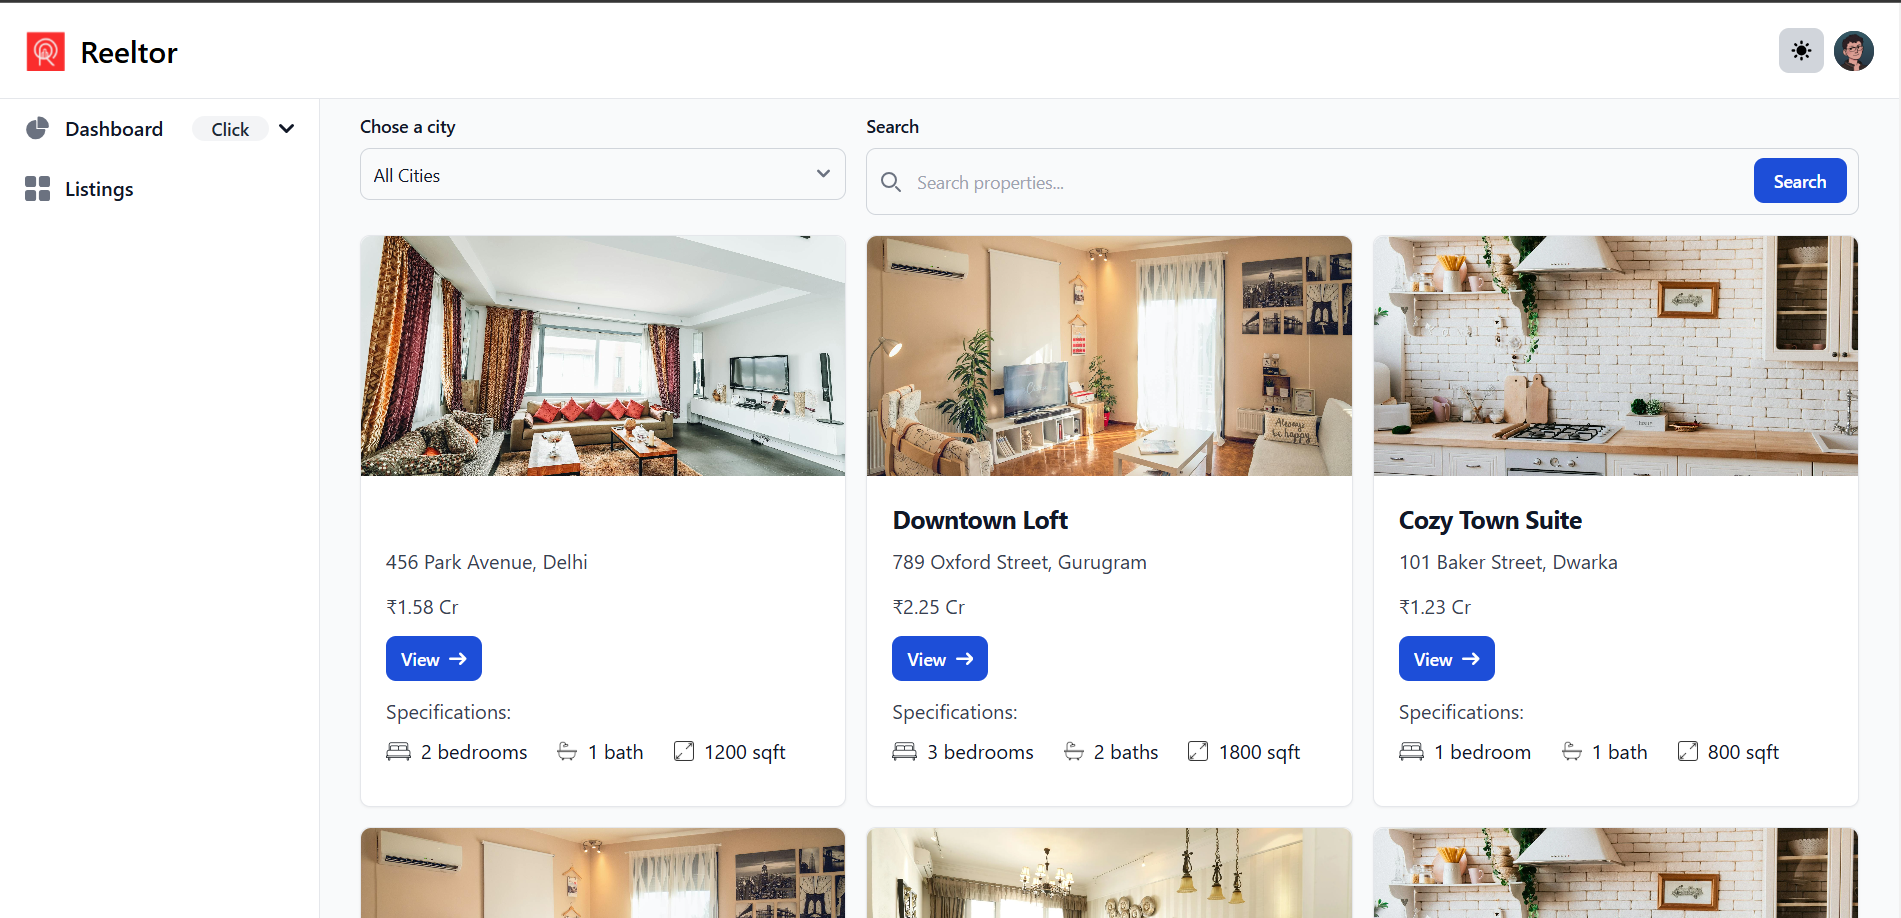 Reeltor
Dashboard Click
Listings
Chose a city
All Cities
Search
Search properties...
Search
456 Park Avenue, Delhi
₹1.58 Cr
View
Specifications:
2 bedrooms 1 bath 1200 sqft
Downtown Loft
789 Oxford Street, Gurugram
₹2.25 Cr
View
Specifications:
3 bedrooms 2 baths 1800 sqft
Cozy Town Suite
101 Baker Street, Dwarka
₹1.23 Cr
View
Specifications:
1 bedroom 1 bath 800 sqft
Always
be happy